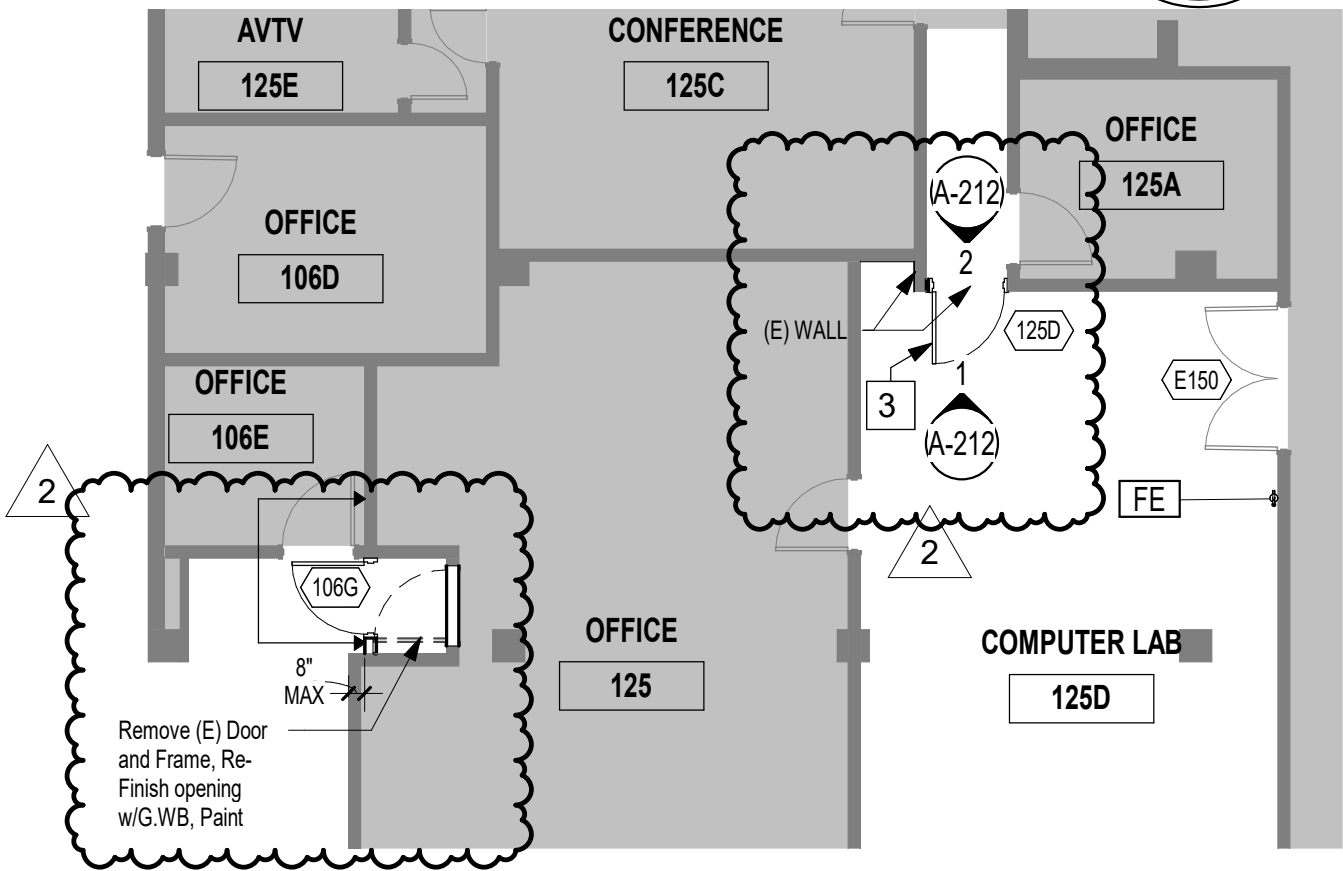 AVTV
125E
CONFERENCE
125C
OFFICE
125A
A-212
2
OFFICE
106D
(E) WALL
125D
1
3
A-212
E150
OFFICE
106E
2
FE
2
106G
OFFICE
125
COMPUTER LAB
125D
8"
MAX
Remove (E) Door
and Frame, Re-
Finish opening
w/G.WB, Paint